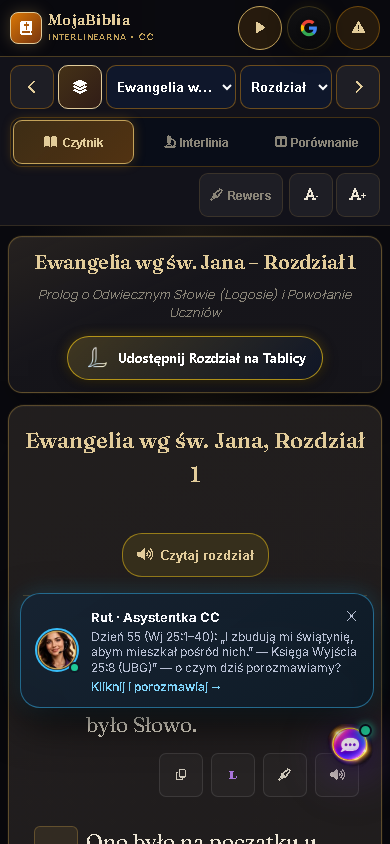 MojaBiblia
INTERLINEARNA • CC
Ewangelia w...
Rozdział
Czytnik
Interlinia
Porównanie
Rewers
A-
A+
Ewangelia wg św. Jana – Rozdział 1
Prolog o Odwiecznym Słowie (Logosie) i Powołanie
Uczniów
Udostępnij Rozdział na Tablicy
Ewangelia wg św. Jana, Rozdział
1
Czytaj rozdział
Rut · Asystentka CC
Dzień 55 (Wj 25:1–40): „I zbudują mi świątynię,
abym mieszkał pośród nich.” — Księga Wyjścia
25:8 (UBG)” — o czym dziś porozmawiamy?
Kliknij i porozmawiaj →
było Słowo.
L
Ono było na początku u